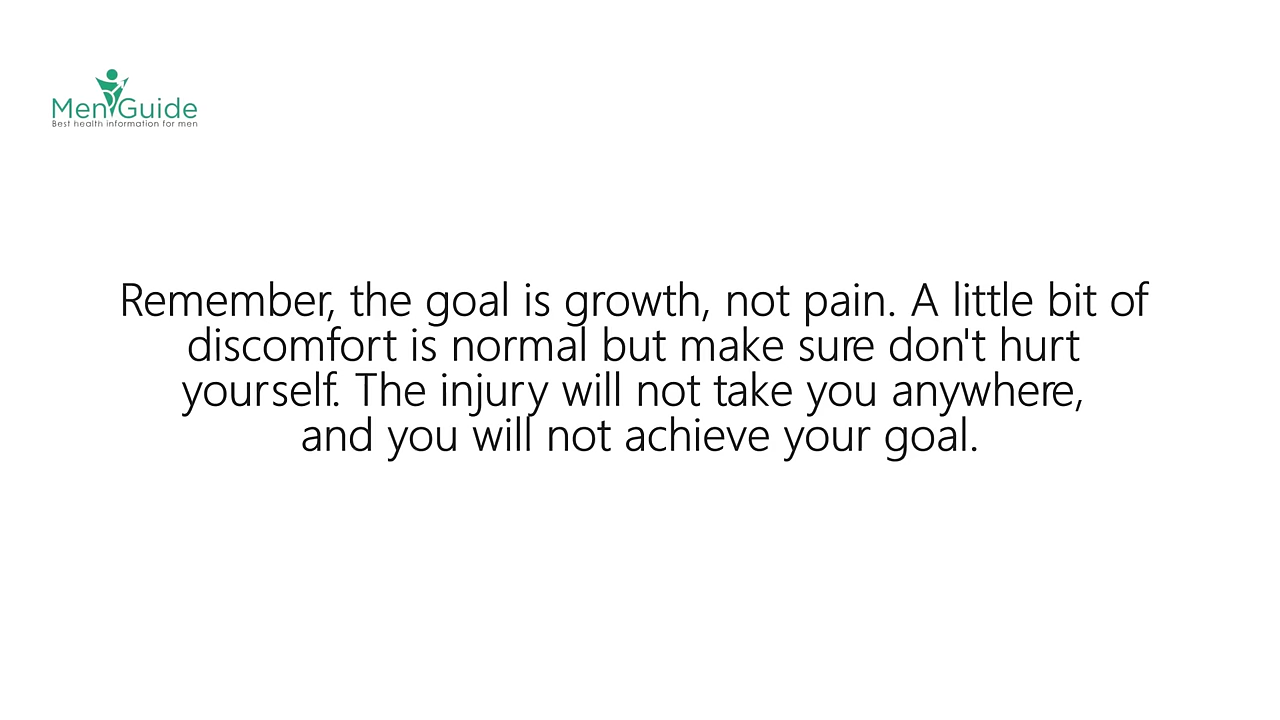 Men Guide
Best health information for men
Remember, the goal is growth, not pain. A little bit of
discomfort is normal but make sure don't hurt
yourself. The injury will not take you anywhere,
and you will not achieve your goal.